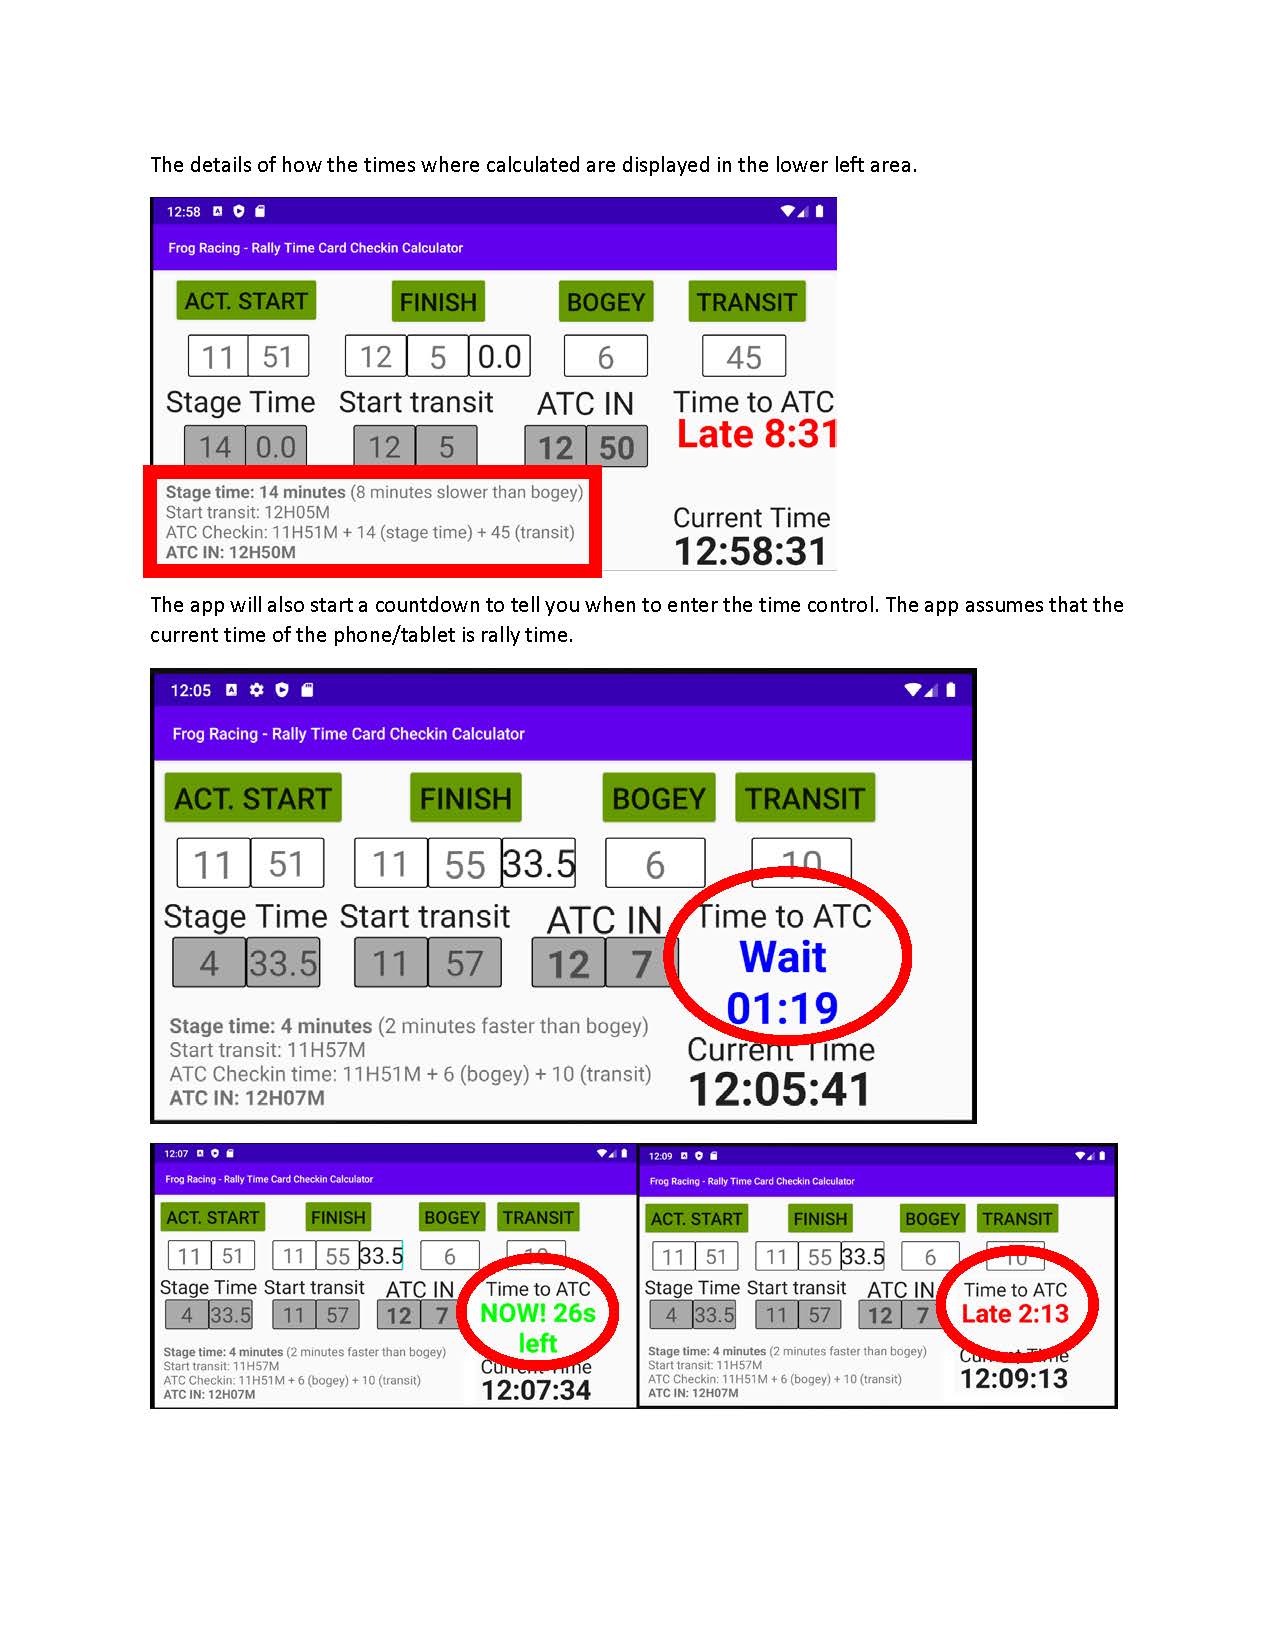 The details of how the times where calculated are displayed in the lower left area.
12:58
Frog Racing - Rally Time Card Checkin Calculator
ACT. START FINISH BOGEY TRANSIT
11 51 12 5 0.0 6 45
Stage Time Start transit ATC IN Time to ATC
14 0.0 12 5 12 50 Late 8:31
Stage time: 14 minutes (8 minutes slower than bogey)
Start transit: 12H05M
ATC Checkin: 11H51M + 14 (stage time) + 45 (transit)
ATC IN: 12H50M
Current Time
12:58:31
The app will also start a countdown to tell you when to enter the time control. The app assumes that the
current time of the phone/tablet is rally time.
12:05
Frog Racing - Rally Time Card Checkin Calculator
ACT. START FINISH BOGEY TRANSIT
11 51 11 55 33.5 6 10
Stage Time Start transit ATC IN Time to ATC
4 33.5 11 57 12 7 Wait
01:19
Stage time: 4 minutes (2 minutes faster than bogey)
Start transit: 11H57M
ATC Checkin time: 11H51M + 6 (bogey) + 10 (transit)
ATC IN: 12H07M
Current Time
12:05:41
12:07
Frog Racing - Rally Time Card Checkin Calculator
ACT. START FINISH BOGEY TRANSIT
11 51 11 55 33.5 6 10
Stage Time Start transit ATC IN Time to ATC
4 33.5 11 57 12 7 NOW! 26s
left
Stage time: 4 minutes (2 minutes faster than bogey)
Start transit: 11H57M
ATC Checkin: 11H51M + 6 (bogey) + 10 (transit)
ATC IN: 12H07M
Current Time
12:07:34
12:09
Frog Racing - Rally Time Card Checkin Calculator
ACT. START FINISH BOGEY TRANSIT
11 51 11 55 33.5 6 10
Stage Time Start transit ATC IN Time to ATC
4 33.5 11 57 12 7 Late 2:13
Stage time: 4 minutes (2 minutes faster than bogey)
Start transit: 11H57M
ATC Checkin: 11H51M + 6 (bogey) + 10 (transit)
ATC IN: 12H07M
Current Time
12:09:13